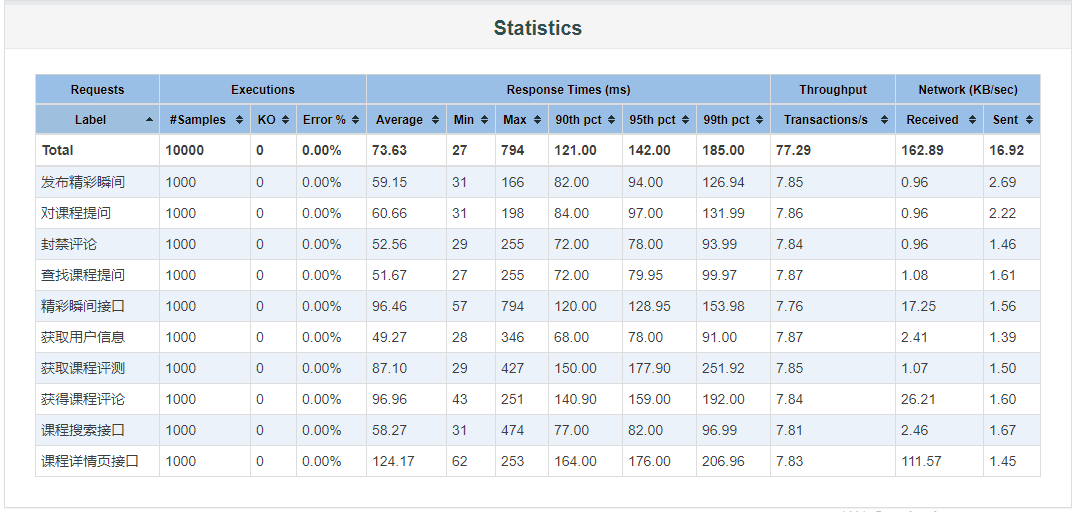 Statistics
Requests Executions Response Times (ms) Throughput Network (KB/sec)
Label #Samples KO Error % Average Min Max 90th pct 95th pct 99th pct Transactions/s Received Sent
Total 10000 0 0.00% 73.63 27 794 121.00 142.00 185.00 77.29 162.89 16.92
发布精彩瞬间 1000 0 0.00% 59.15 31 166 82.00 94.00 126.94 7.85 0.96 2.69
对课程提问 1000 0 0.00% 60.66 31 198 84.00 97.00 131.99 7.86 0.96 2.22
封禁评论 1000 0 0.00% 52.56 29 255 72.00 78.00 93.99 7.84 0.96 1.46
查找课程提问 1000 0 0.00% 51.67 27 255 72.00 79.95 99.97 7.87 1.08 1.61
精彩瞬间接口 1000 0 0.00% 96.46 57 794 120.00 128.95 153.98 7.76 17.25 1.56
获取用户信息 1000 0 0.00% 49.27 28 346 68.00 78.00 91.00 7.87 2.41 1.39
获取课程评测 1000 0 0.00% 87.10 29 427 150.00 177.90 251.92 7.85 1.07 1.50
获得课程评论 1000 0 0.00% 96.96 43 251 140.90 159.00 192.00 7.84 26.21 1.60
课程搜索接口 1000 0 0.00% 58.27 31 474 77.00 82.00 96.99 7.81 2.46 1.67
课程详情页接口 1000 0 0.00% 124.17 62 253 164.00 176.00 206.96 7.83 111.57 1.45